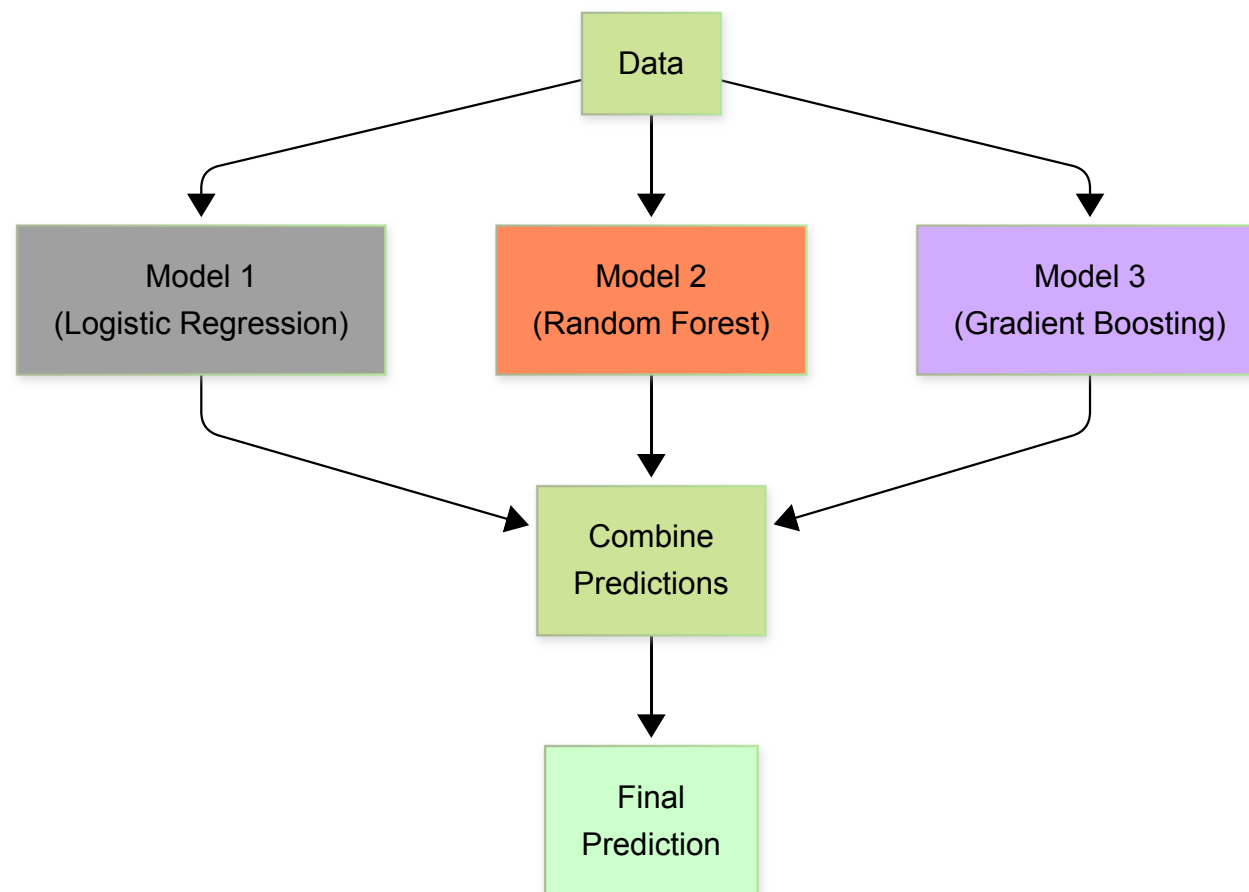 Data
Model 1
(Logistic Regression)
Model 2
(Random Forest)
Model 3
(Gradient Boosting)
Combine
Predictions
Final
Prediction